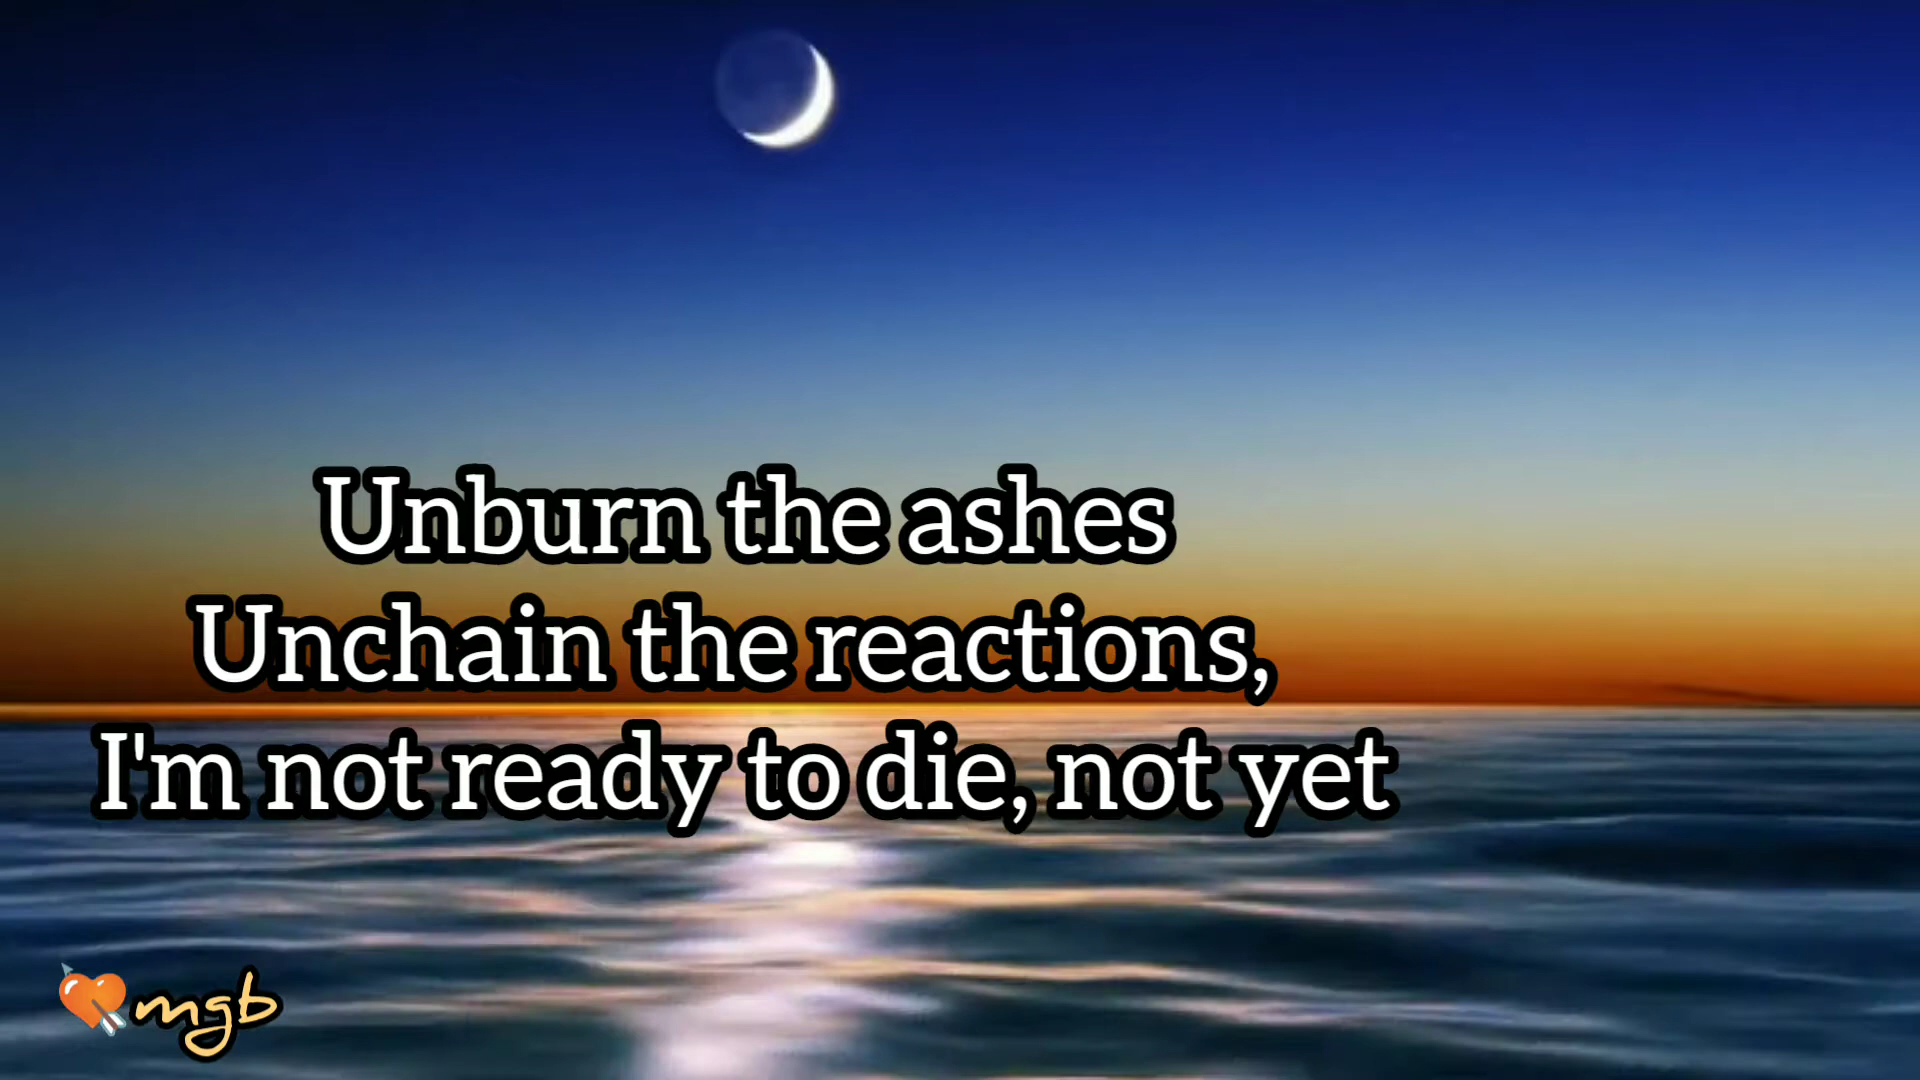 Unburn the ashes
Unchain the reactions,
I'm not ready to die, not yet
mgb